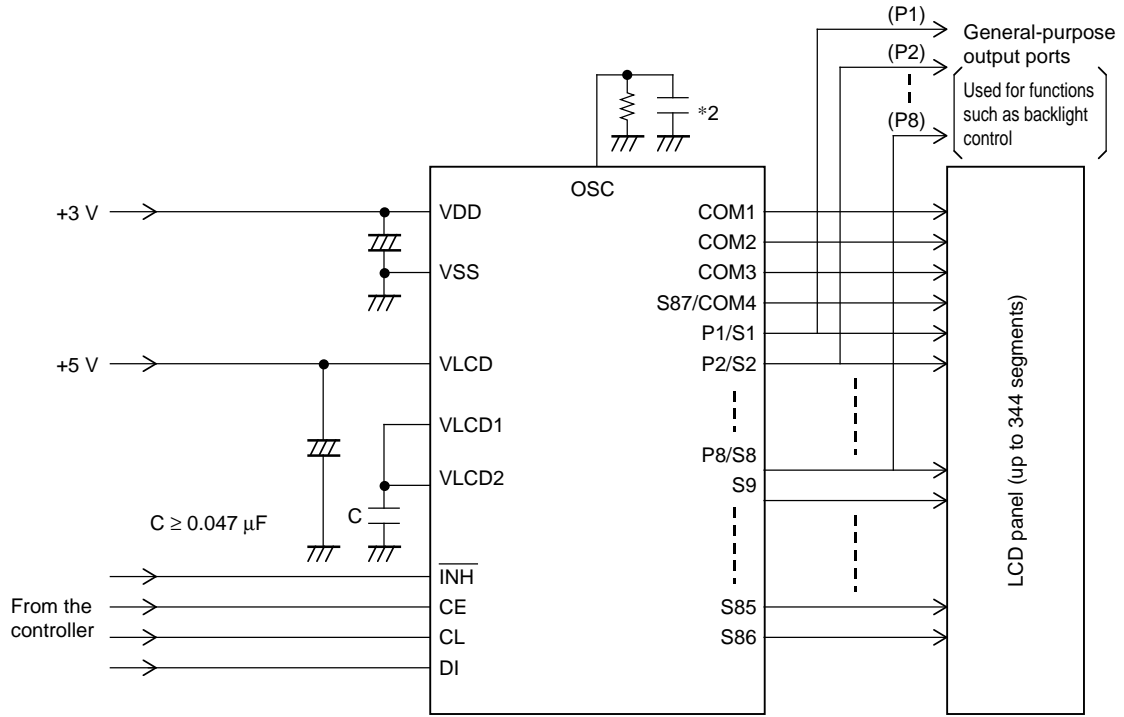 (P1)
General-purpose
output ports
(P2)
Used for functions
such as backlight
control
(P8)
*2
OSC
+3 V
VDD
COM1
COM2
VSS
COM3
S87/COM4
P1/S1
+5 V
VLCD
P2/S2
VLCD1
P8/S8
VLCD2
S9
C
C ≥ 0.047 μF
LCD panel (up to 344 segments)
INH
From the
controller
CE
S85
CL
S86
DI